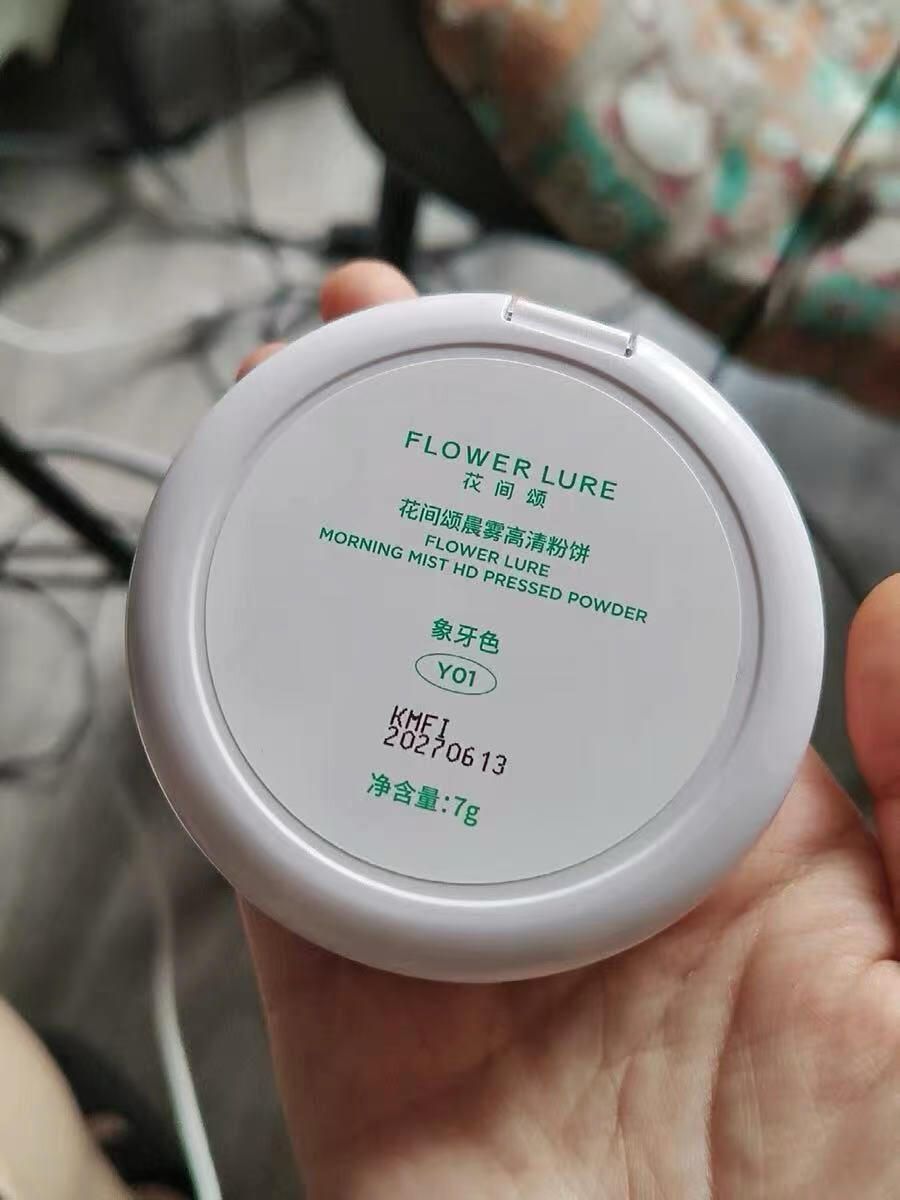 FLOWER LURE
花间颂
花间颂晨雾高清粉饼
FLOWER LURE
MORNING MIST HD PRESSED POWDER
象牙色
Y01
KMFI
20270613
净含量:7g